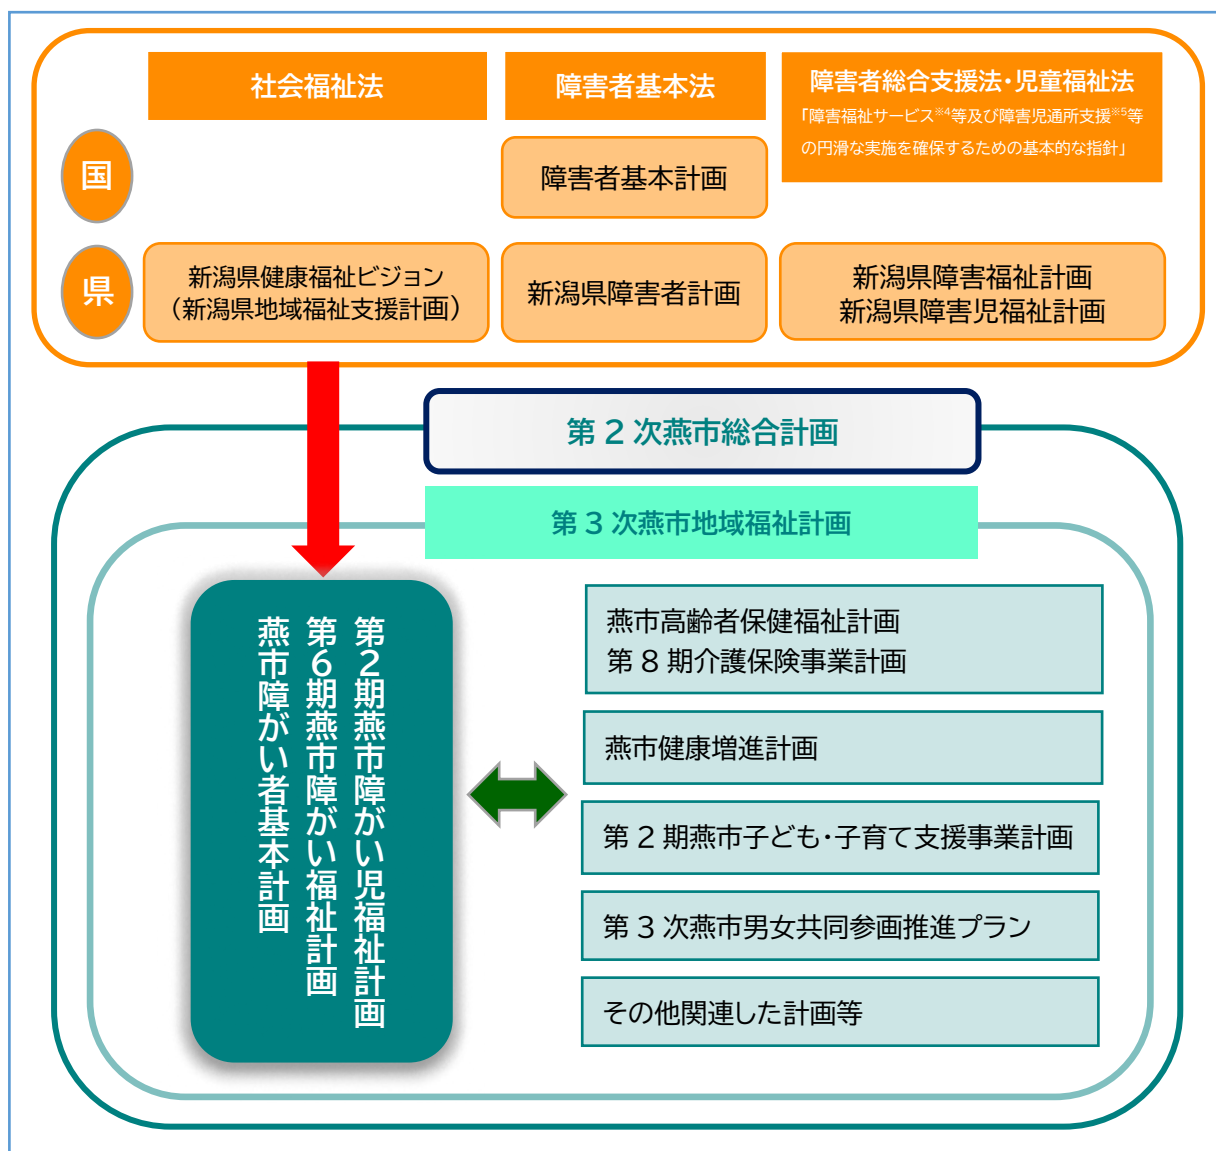 社会福祉法
障害者基本法
障害者総合支援法・児童福祉法
「障害福祉サービス※4等及び障害児通所支援※5等
の円滑な実施を確保するための基本的な指針」
国
障害者基本計画
県
新潟県健康福祉ビジョン
（新潟県地域福祉支援計画）
新潟県障害者計画
新潟県障害福祉計画
新潟県障害児福祉計画
第2次燕市総合計画
第3次燕市地域福祉計画
第2期燕市障がい児福祉計画
第6期燕市障がい福祉計画
燕市障がい者基本計画
燕市高齢者保健福祉計画
第8期介護保険事業計画
燕市健康増進計画
第2期燕市子ども・子育て支援事業計画
第3次燕市男女共同参画推進プラン
その他関連した計画等